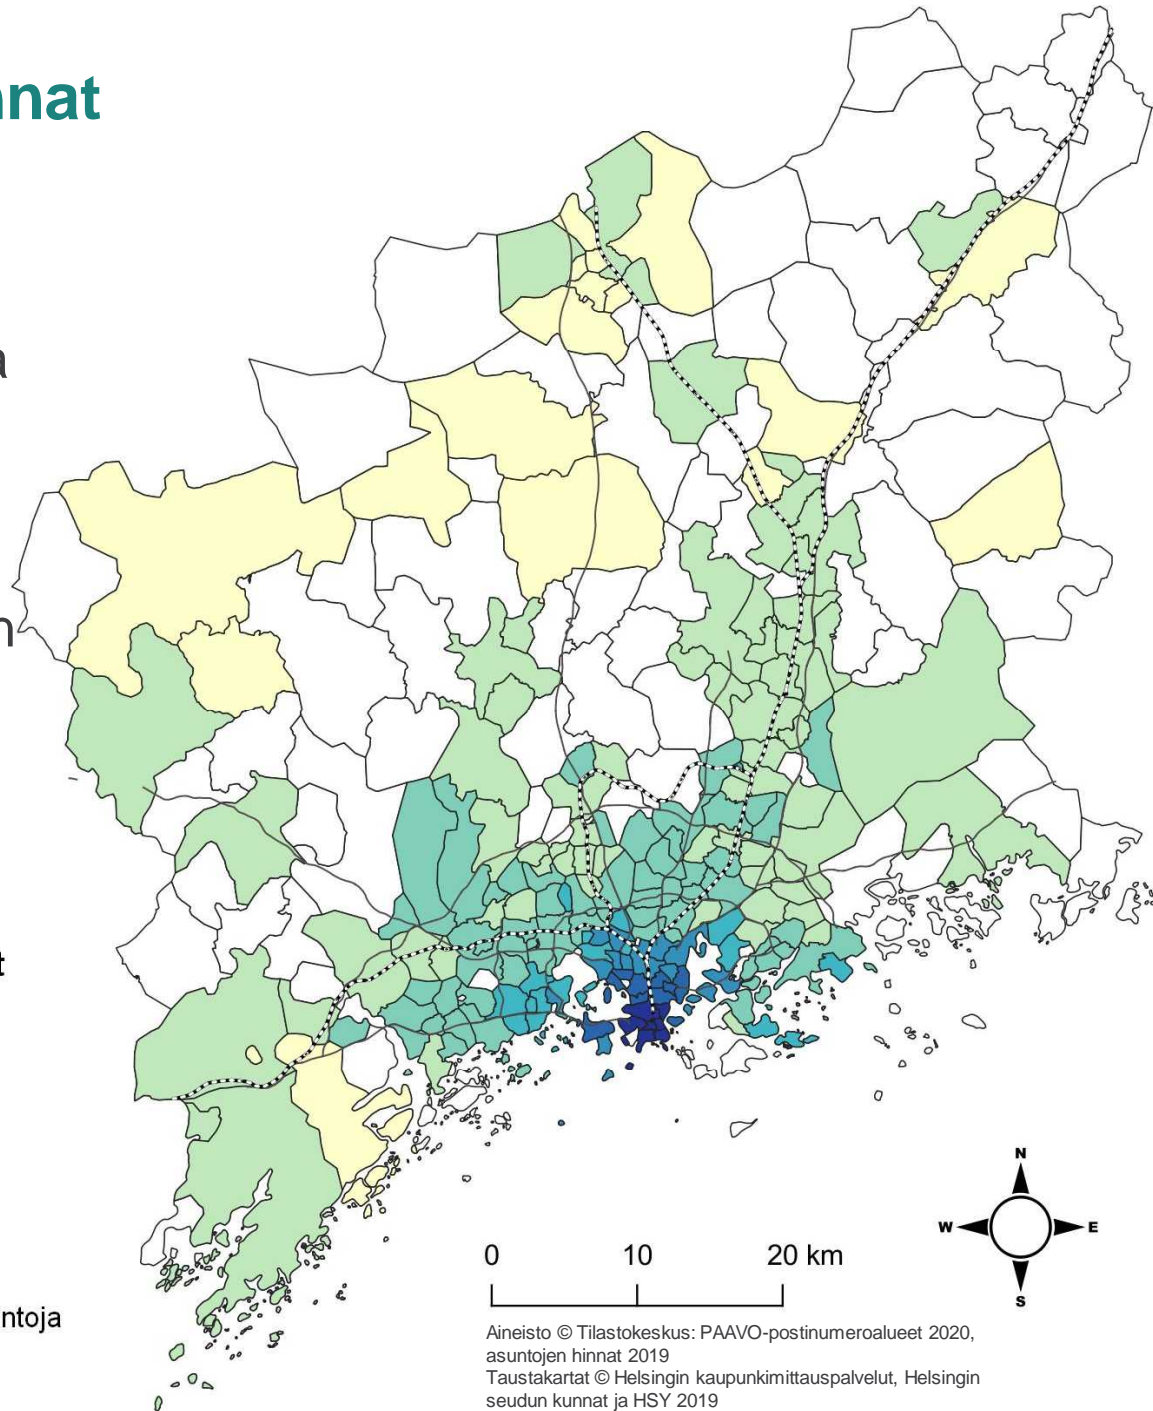 nnat
a
n
t
ntoja
N
W E
S
0 10 20 km
Aineisto © Tilastokeskus: PAAVO-postinumeroalueet 2020,
asuntojen hinnat 2019
Taustakartat © Helsingin kaupunkimittauspalvelut, Helsingin
seudun kunnat ja HSY 2019